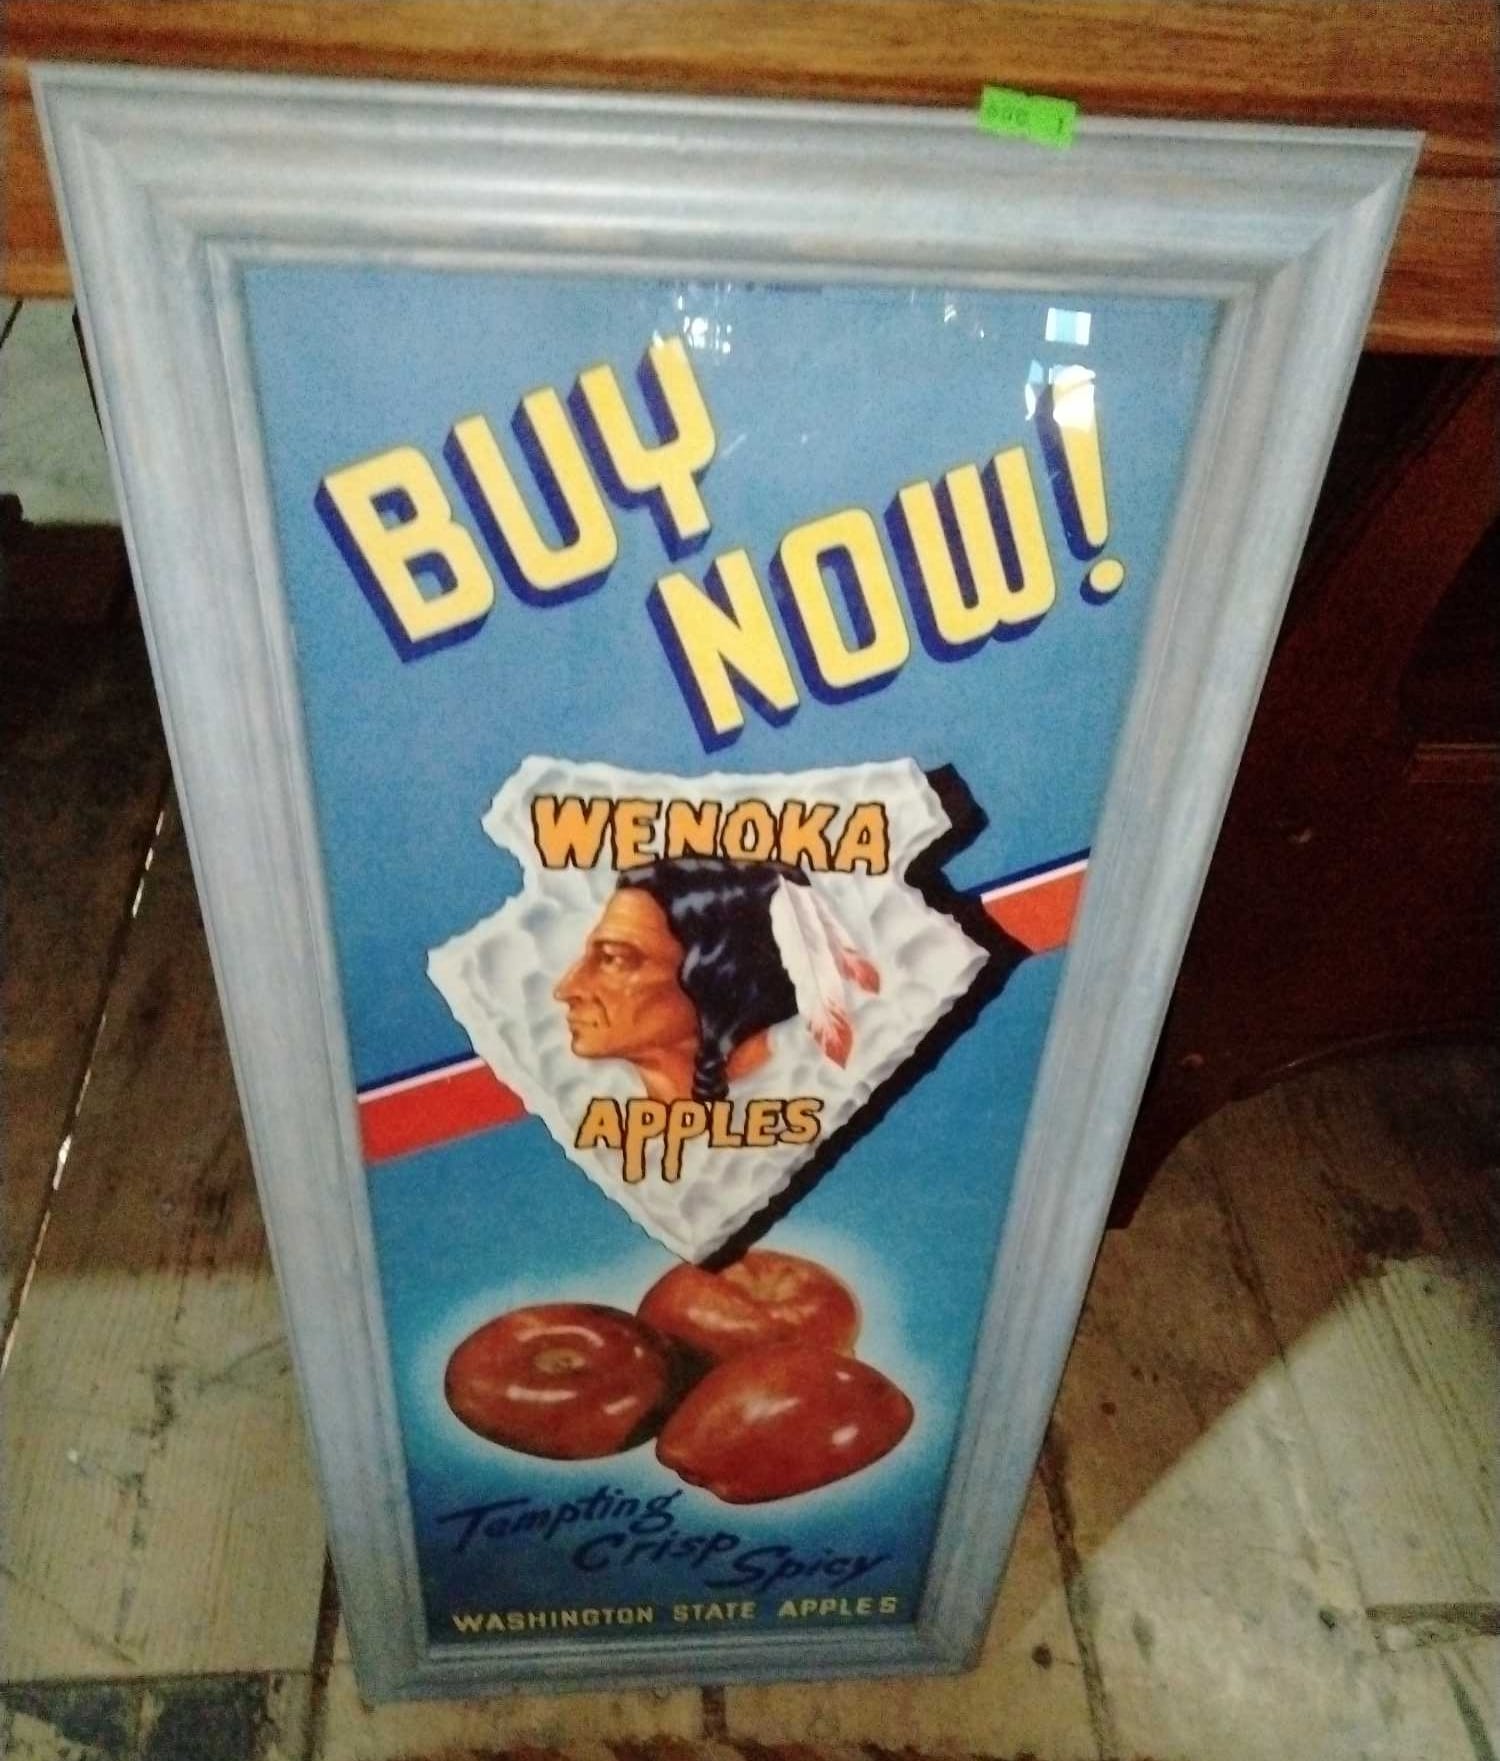 BUY
NOW!
WENOKA
APPLES
Tempting
Crisp
Spicy
WASHINGTON STATE APPLES